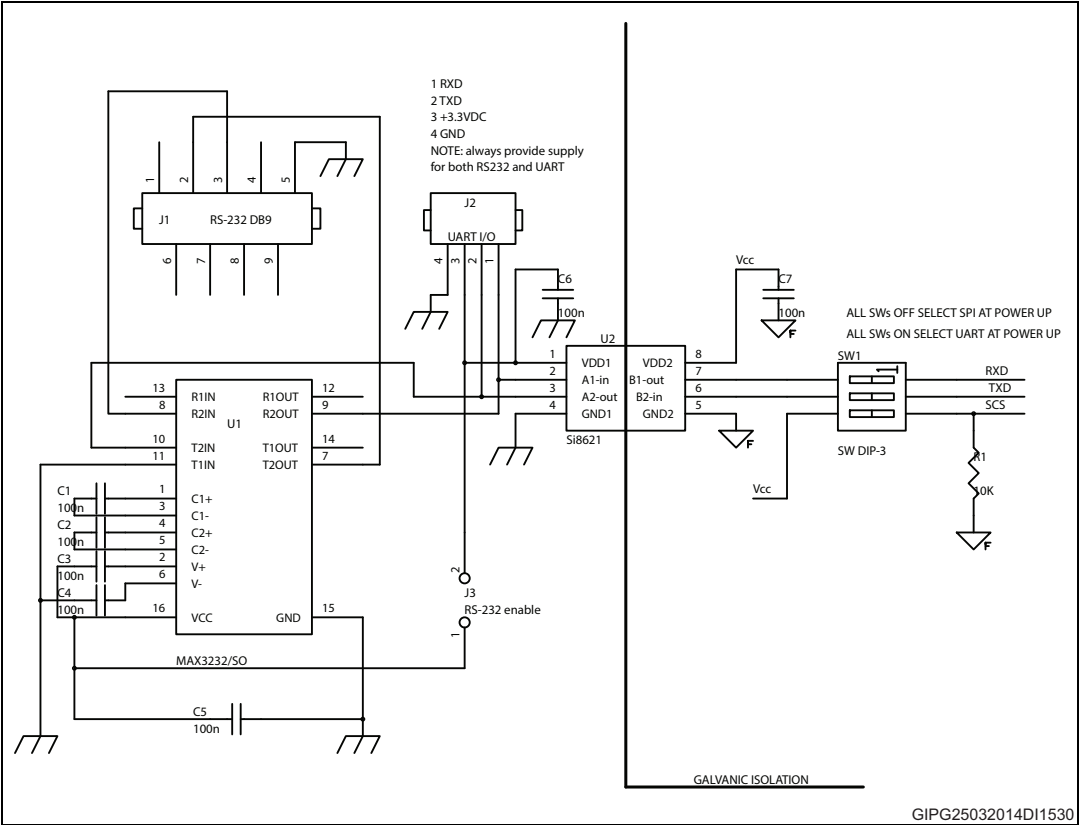 1 RXD
2 TXD
3 +3.3VDC
4 GND
NOTE: always provide supply
for both RS232 and UART
1
2
3
4
5
J1
RS-232 DB9
6
7
8
9
J2
UART I/O
4
3
2
1
C6
100n
Vcc
C7
100n
ALL SWs OFF SELECT SPI AT POWER UP
ALL SWs ON SELECT UART AT POWER UP
U2
1 VDD1 VDD2 8
2 A1-in B1-out 7
3 A2-out B2-in 6
4 GND1 GND2 5
Si8621
F
SW1
1
RXD
TXD
SCS
SW DIP-3
Vcc
R1
10K
F
F
13 R1IN R1OUT 12
8 R2IN R2OUT 9
U1
10 T2IN T1OUT 14
11 T1IN T2OUT 7
C1
100n
1 C1+
3 C1-
C2
100n
4 C2+
5 C2-
C3
100n
2 V+
6 V-
C4
100n
16 VCC GND 15
MAX3232/SO
2
J3
RS-232 enable
1
C5
100n
GALVANIC ISOLATION
GIPG25032014DI1530